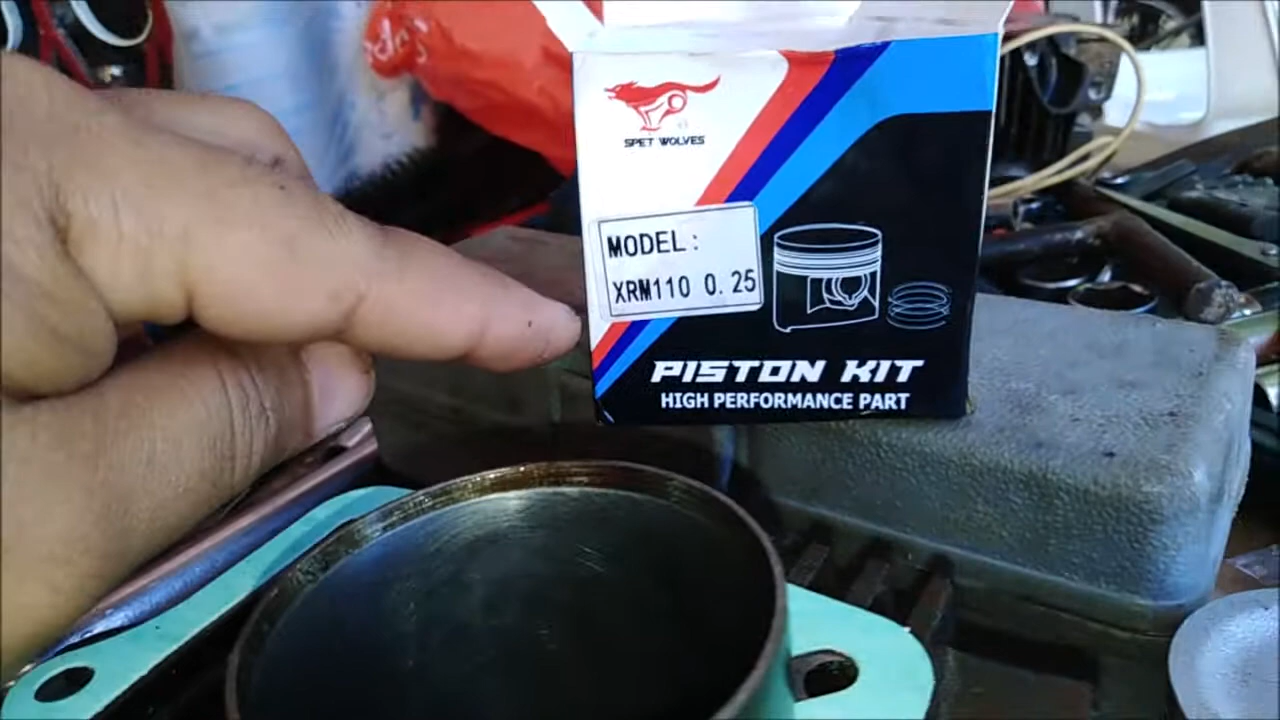 SPET WOLVES
MODEL:
XRM110 0.25
PISTON KIT
HIGH PERFORMANCE PART